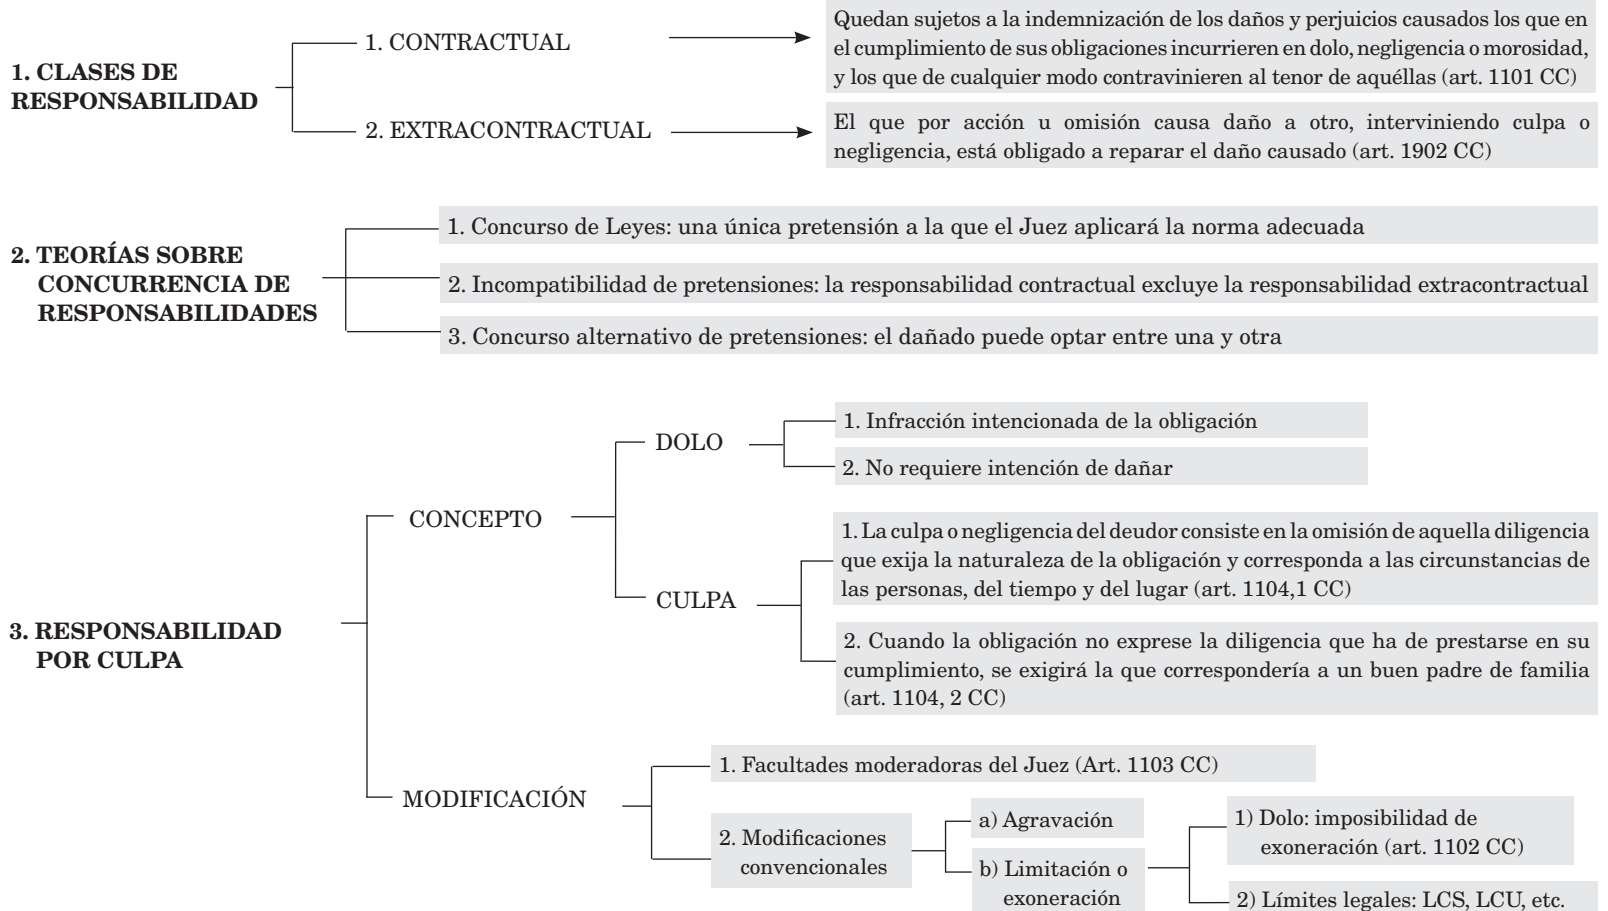 1. CLASES DE
RESPONSABILIDAD
1. CONTRACTUAL
Quedan sujetos a la indemnización de los daños y perjuicios causados los que en
el cumplimiento de sus obligaciones incurrieren en dolo, negligencia o morosidad,
y los que de cualquier modo contravinieren al tenor de aquéllas (art. 1101 CC)
2. EXTRACONTRACTUAL
El que por acción u omisión causa daño a otro, interviniendo culpa o
negligencia, está obligado a reparar el daño causado (art. 1902 CC)
2. TEORÍAS SOBRE
CONCURRENCIA DE
RESPONSABILIDADES
1. Concurso de Leyes: una única pretensión a la que el Juez aplicará la norma adecuada
2. Incompatibilidad de pretensiones: la responsabilidad contractual excluye la responsabilidad extracontractual
3. Concurso alternativo de pretensiones: el dañado puede optar entre una y otra
3. RESPONSABILIDAD
POR CULPA
CONCEPTO
DOLO
1. Infracción intencionada de la obligación
2. No requiere intención de dañar
CULPA
1. La culpa o negligencia del deudor consiste en la omisión de aquella diligencia
que exija la naturaleza de la obligación y corresponda a las circunstancias de
las personas, del tiempo y del lugar (art. 1104,1 CC)
2. Cuando la obligación no exprese la diligencia que ha de prestarse en su
cumplimiento, se exigirá la que correspondería a un buen padre de familia
(art. 1104, 2 CC)
MODIFICACIÓN
1. Facultades moderadoras del Juez (Art. 1103 CC)
2. Modificaciones
convencionales
a) Agravación
b) Limitación o
exoneración
1) Dolo: imposibilidad de
exoneración (art. 1102 CC)
2) Límites legales: LCS, LCU, etc.